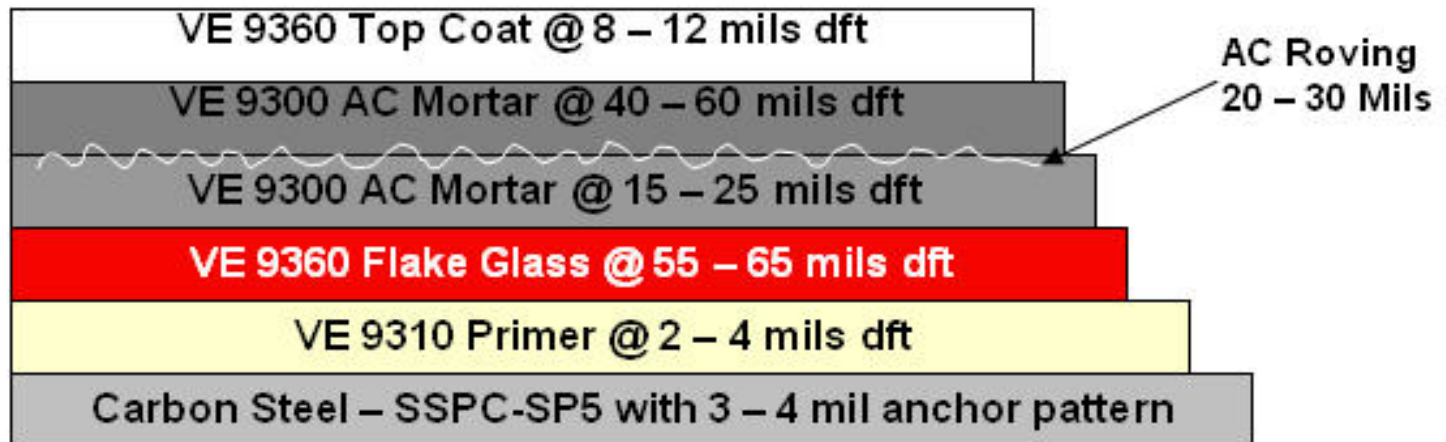 VE 9360 Top Coat @ 8 – 12 mils dft
AC Roving
20 – 30 Mils
VE 9300 AC Mortar @ 40 – 60 mils dft
VE 9300 AC Mortar @ 15 – 25 mils dft
VE 9360 Flake Glass @ 55 – 65 mils dft
VE 9310 Primer @ 2 – 4 mils dft
Carbon Steel – SSPC-SP5 with 3 – 4 mil anchor pattern